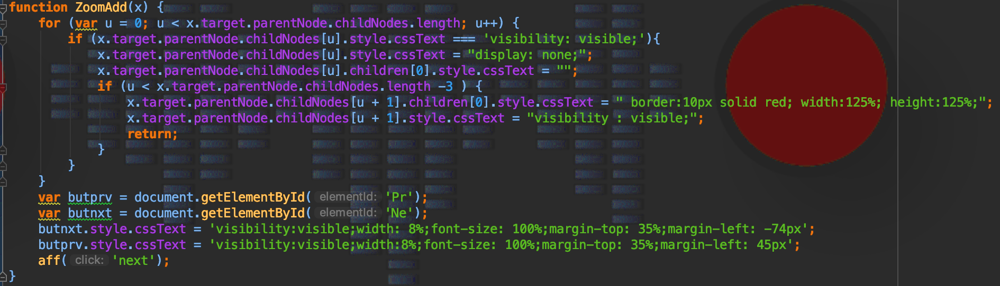 function ZoomAdd(x) {
for (var u = 0; u < x.target.parentNode.childNodes.length; u++) {
if (x.target.parentNode.childNodes[u].style.cssText === 'visibility: visible;'){
x.target.parentNode.childNodes[u].style.cssText = "display: none;";
x.target.parentNode.childNodes[u].children[0].style.cssText = "";
if (u < x.target.parentNode.childNodes.length -3 ) {
x.target.parentNode.childNodes[u + 1].children[0].style.cssText = " border:10px solid red; width:125%; height:125%;";
x.target.parentNode.childNodes[u + 1].style.cssText = "visibility : visible;";
return;
}
}
}
var butprv = document.getElementById( elementId: 'Pr');
var butnxt = document.getElementById( elementId: 'Ne');
butnxt.style.cssText = 'visibility:visible;width: 8%;font-size: 100%;margin-top: 35%;margin-left: -74px';
butprv.style.cssText = 'visibility:visible;width:8%;font-size: 100%;margin-top: 35%;margin-left: 45px';
aff( click: 'next');
}